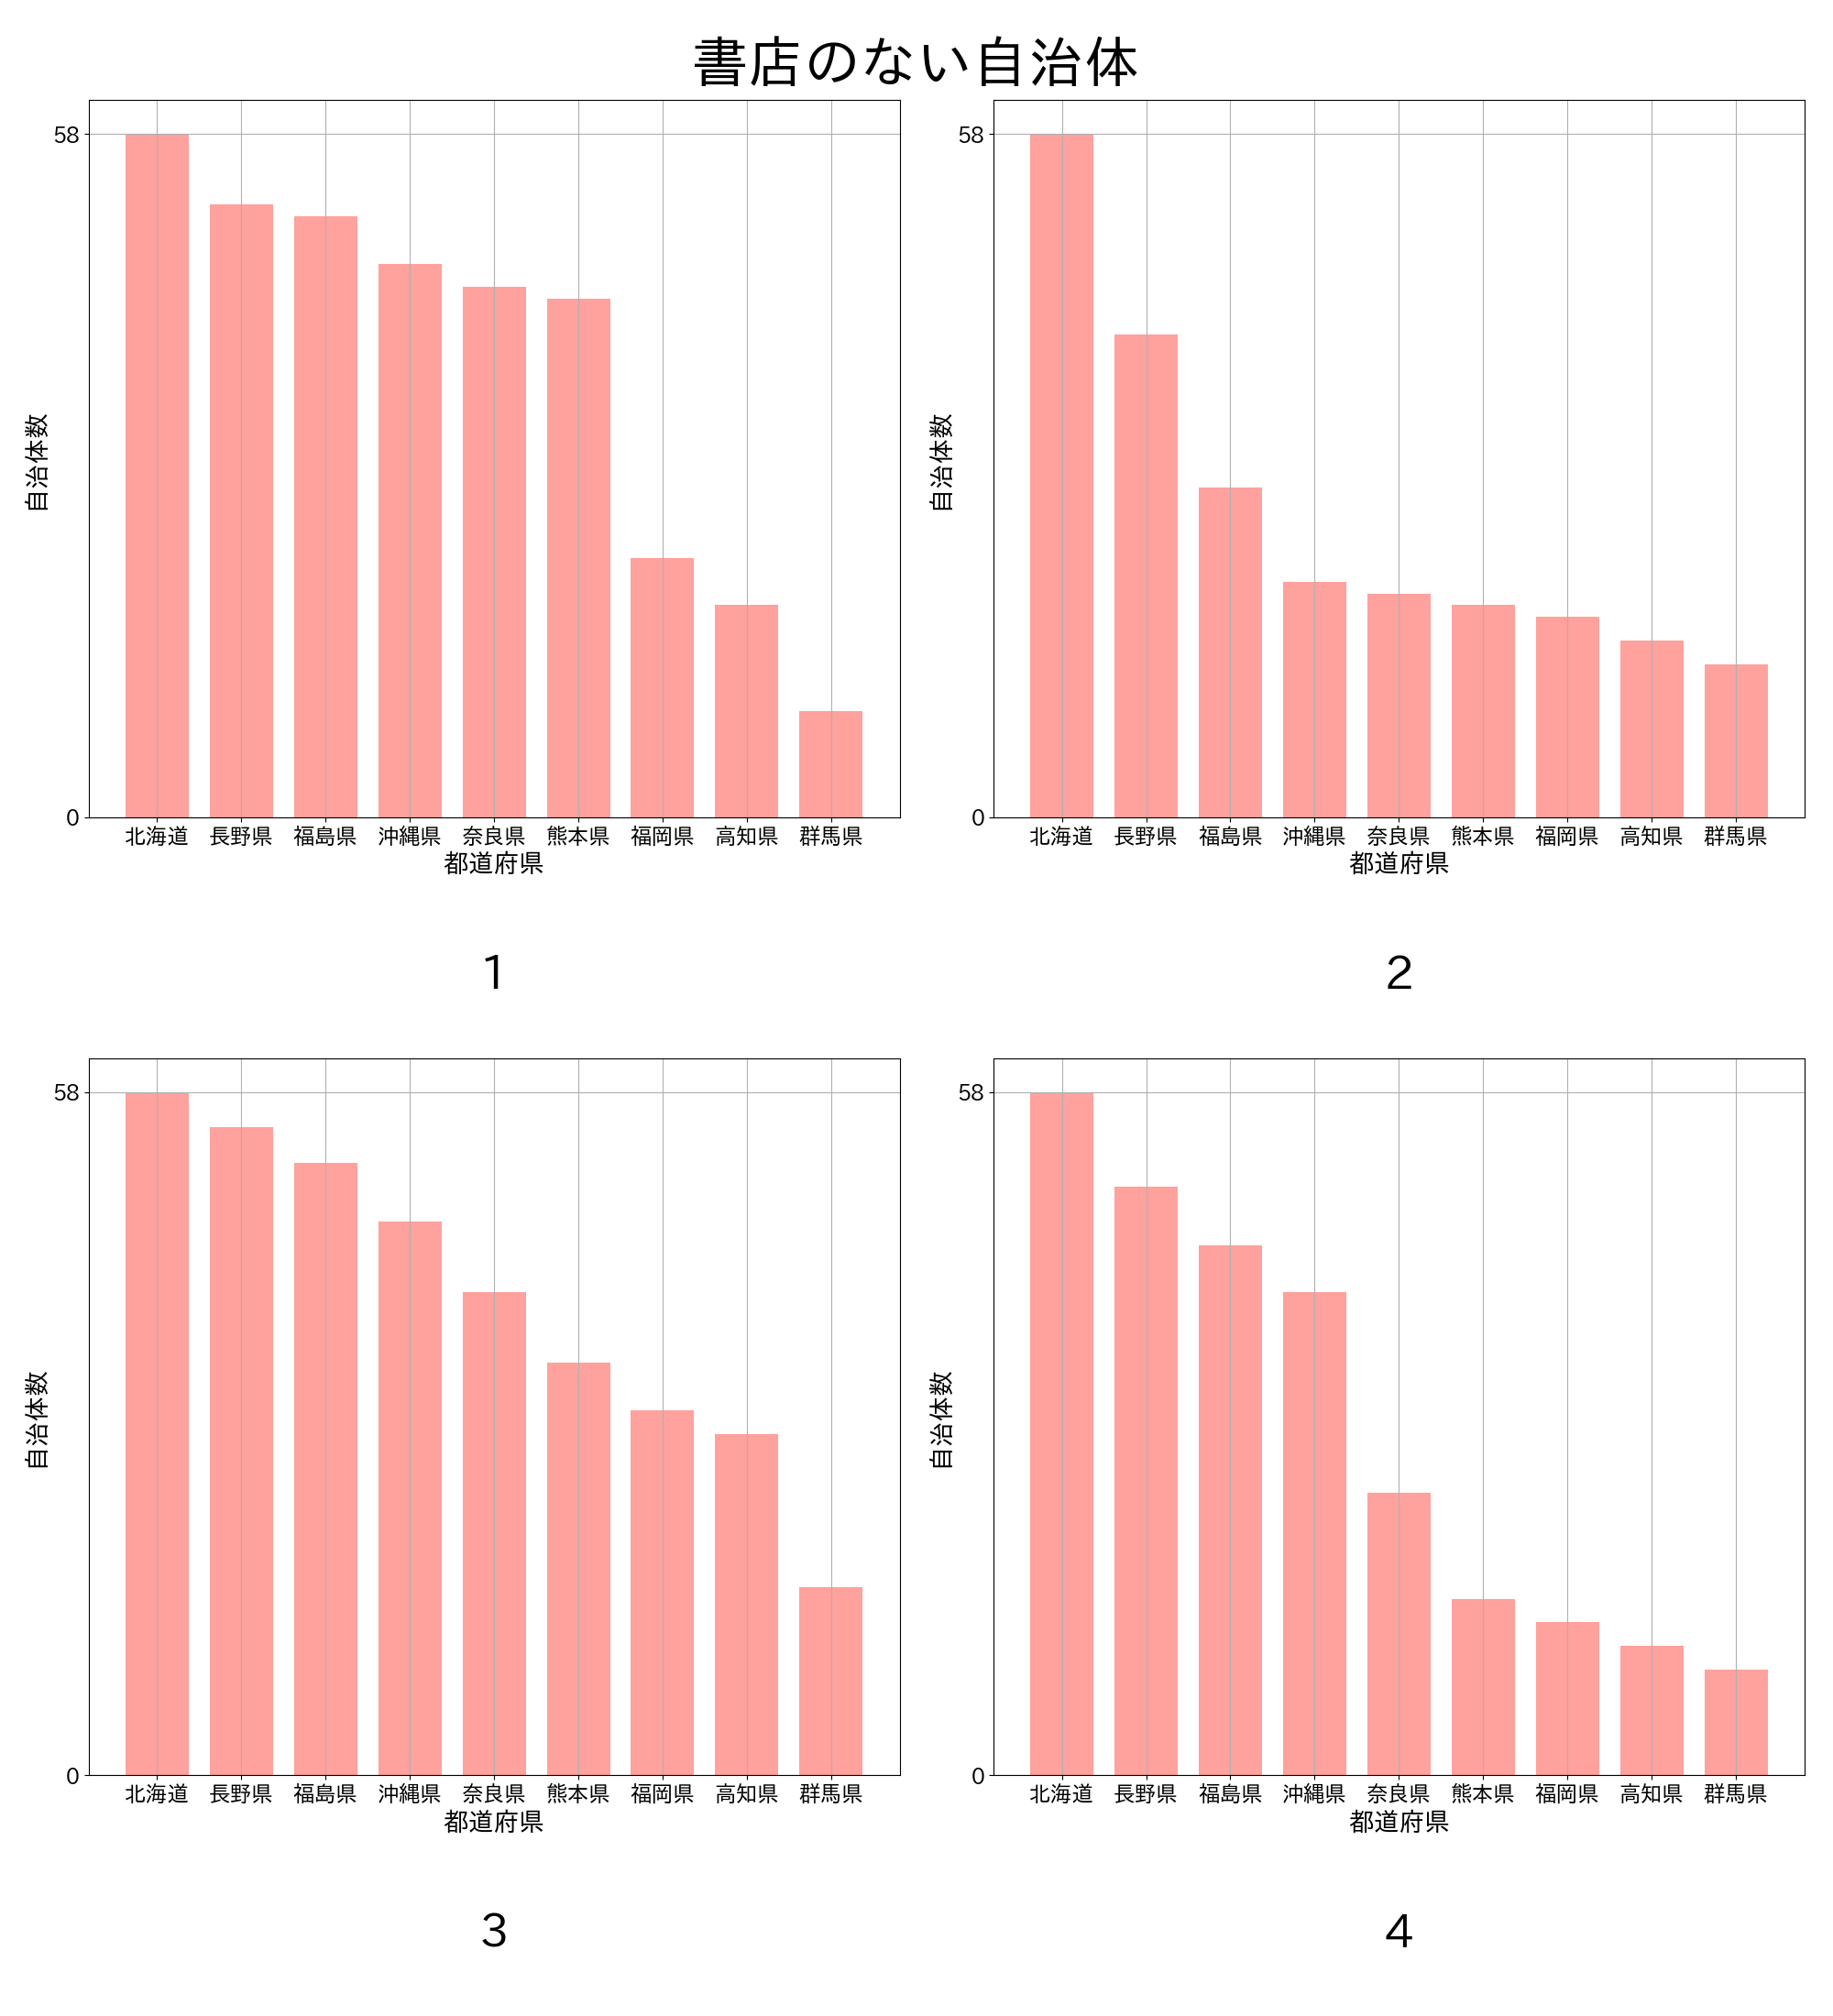 書店のない自治体
58
0
自治体数
北海道 長野県 福島県 沖縄県 奈良県 熊本県 福岡県 高知県 群馬県
都道府県
1
58
0
自治体数
北海道 長野県 福島県 沖縄県 奈良県 熊本県 福岡県 高知県 群馬県
都道府県
2
58
0
自治体数
北海道 長野県 福島県 沖縄県 奈良県 熊本県 福岡県 高知県 群馬県
都道府県
3
58
0
自治体数
北海道 長野県 福島県 沖縄県 奈良県 熊本県 福岡県 高知県 群馬県
都道府県
4